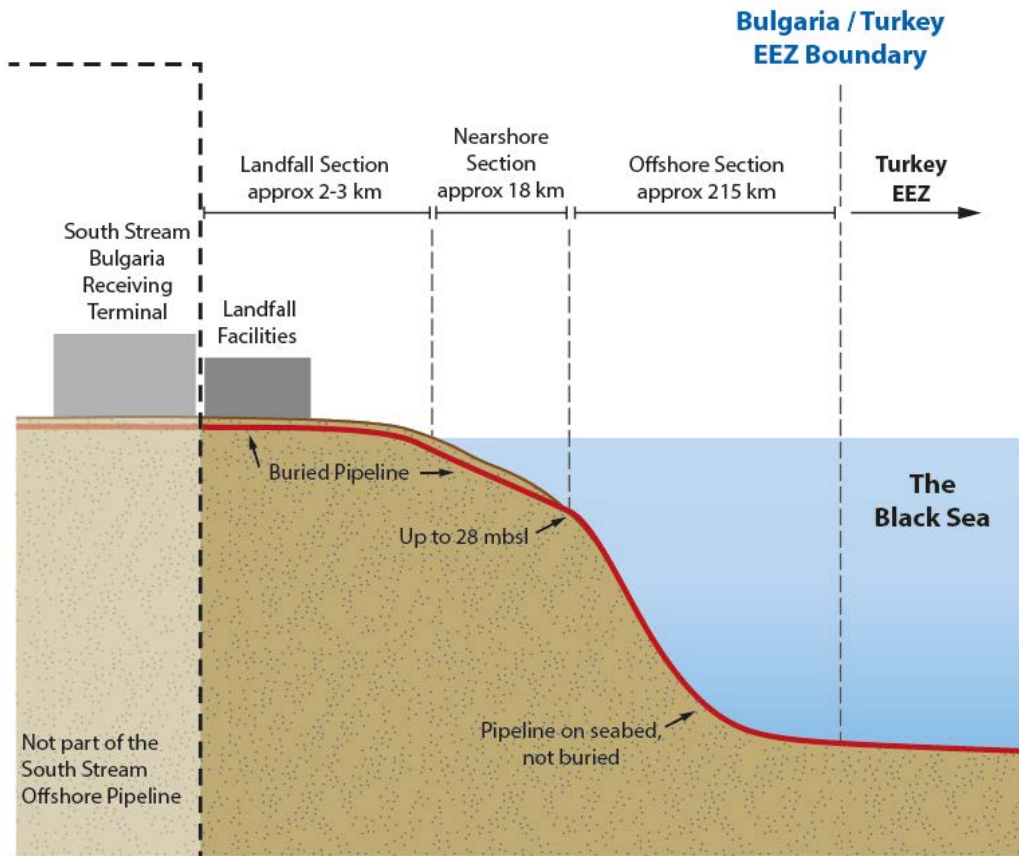 Bulgaria / Turkey
EEZ Boundary
Landfall Section
approx 2-3 km
Nearshore
Section
approx 18 km
Offshore Section
approx 215 km
Turkey
EEZ
South Stream
Bulgaria
Receiving
Terminal
Landfall
Facilities
Buried Pipeline
Up to 28 mbsl
The
Black Sea
Pipeline on seabed,
not buried
Not part of the
South Stream
Offshore Pipeline